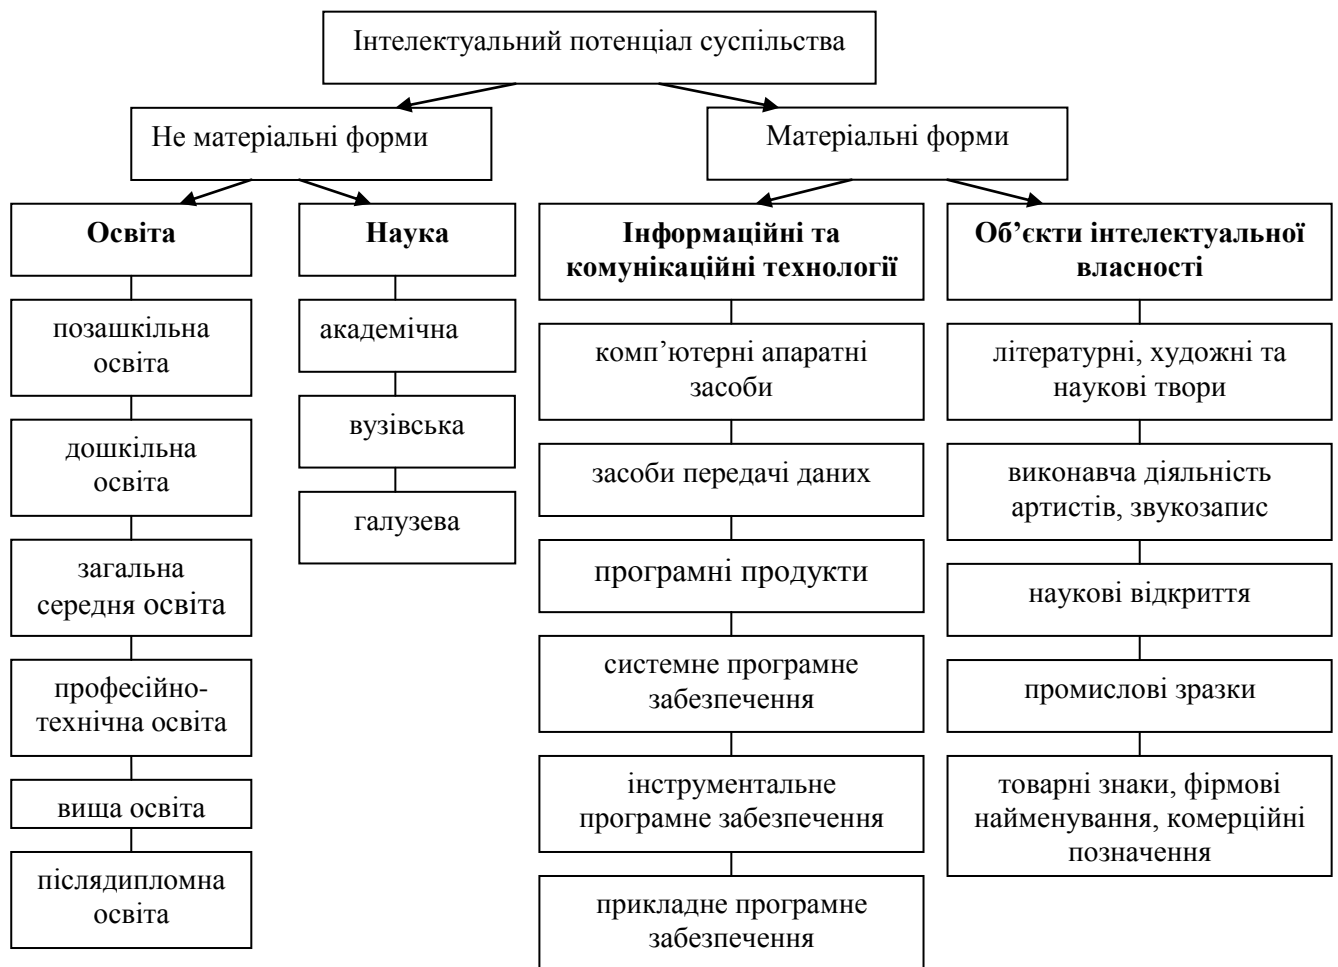 Інтелектуальний потенціал суспільства
Не матеріальні форми
Матеріальні форми
Освіта
позашкільна
освіта
дошкільна
освіта
загальна
середня освіта
професійно-
технічна освіта
вища освіта
післядипломна
освіта
Наука
академічна
вузівська
галузева
Інформаційні та
комунікаційні технології
комп’ютерні апаратні
засоби
засоби передачі даних
програмні продукти
системне програмне
забезпечення
інструментальне
програмне забезпечення
прикладне програмне
забезпечення
Об’єкти інтелектуальної
власності
літературні, художні та
наукові твори
виконавча діяльність
артистів, звукозапис
наукові відкриття
промислові зразки
товарні знаки, фірмові
найменування, комерційні
позначення